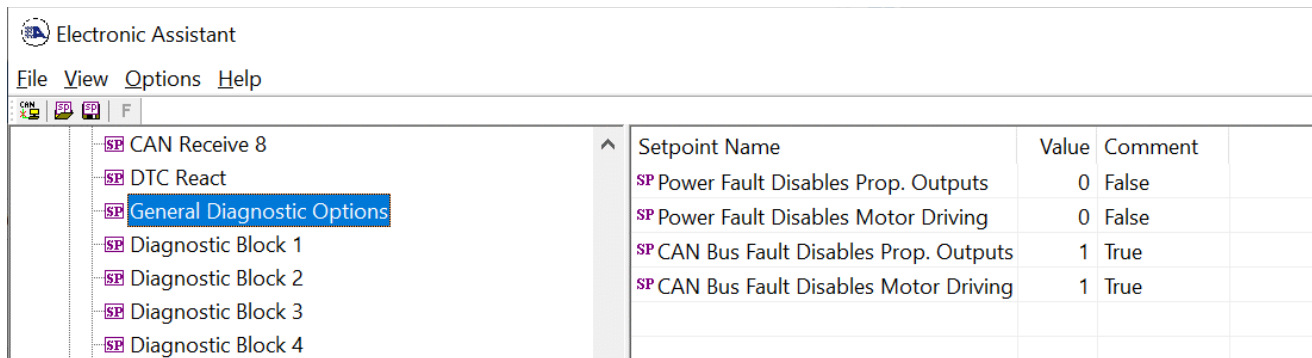 Electronic Assistant
File View Options Help
CAN SP SP F
SP CAN Receive 8
SP DTC React
SP General Diagnostic Options
SP Diagnostic Block 1
SP Diagnostic Block 2
SP Diagnostic Block 3
SP Diagnostic Block 4
Setpoint Name Value Comment
SP Power Fault Disables Prop. Outputs 0 False
SP Power Fault Disables Motor Driving 0 False
SP CAN Bus Fault Disables Prop. Outputs 1 True
SP CAN Bus Fault Disables Motor Driving 1 True